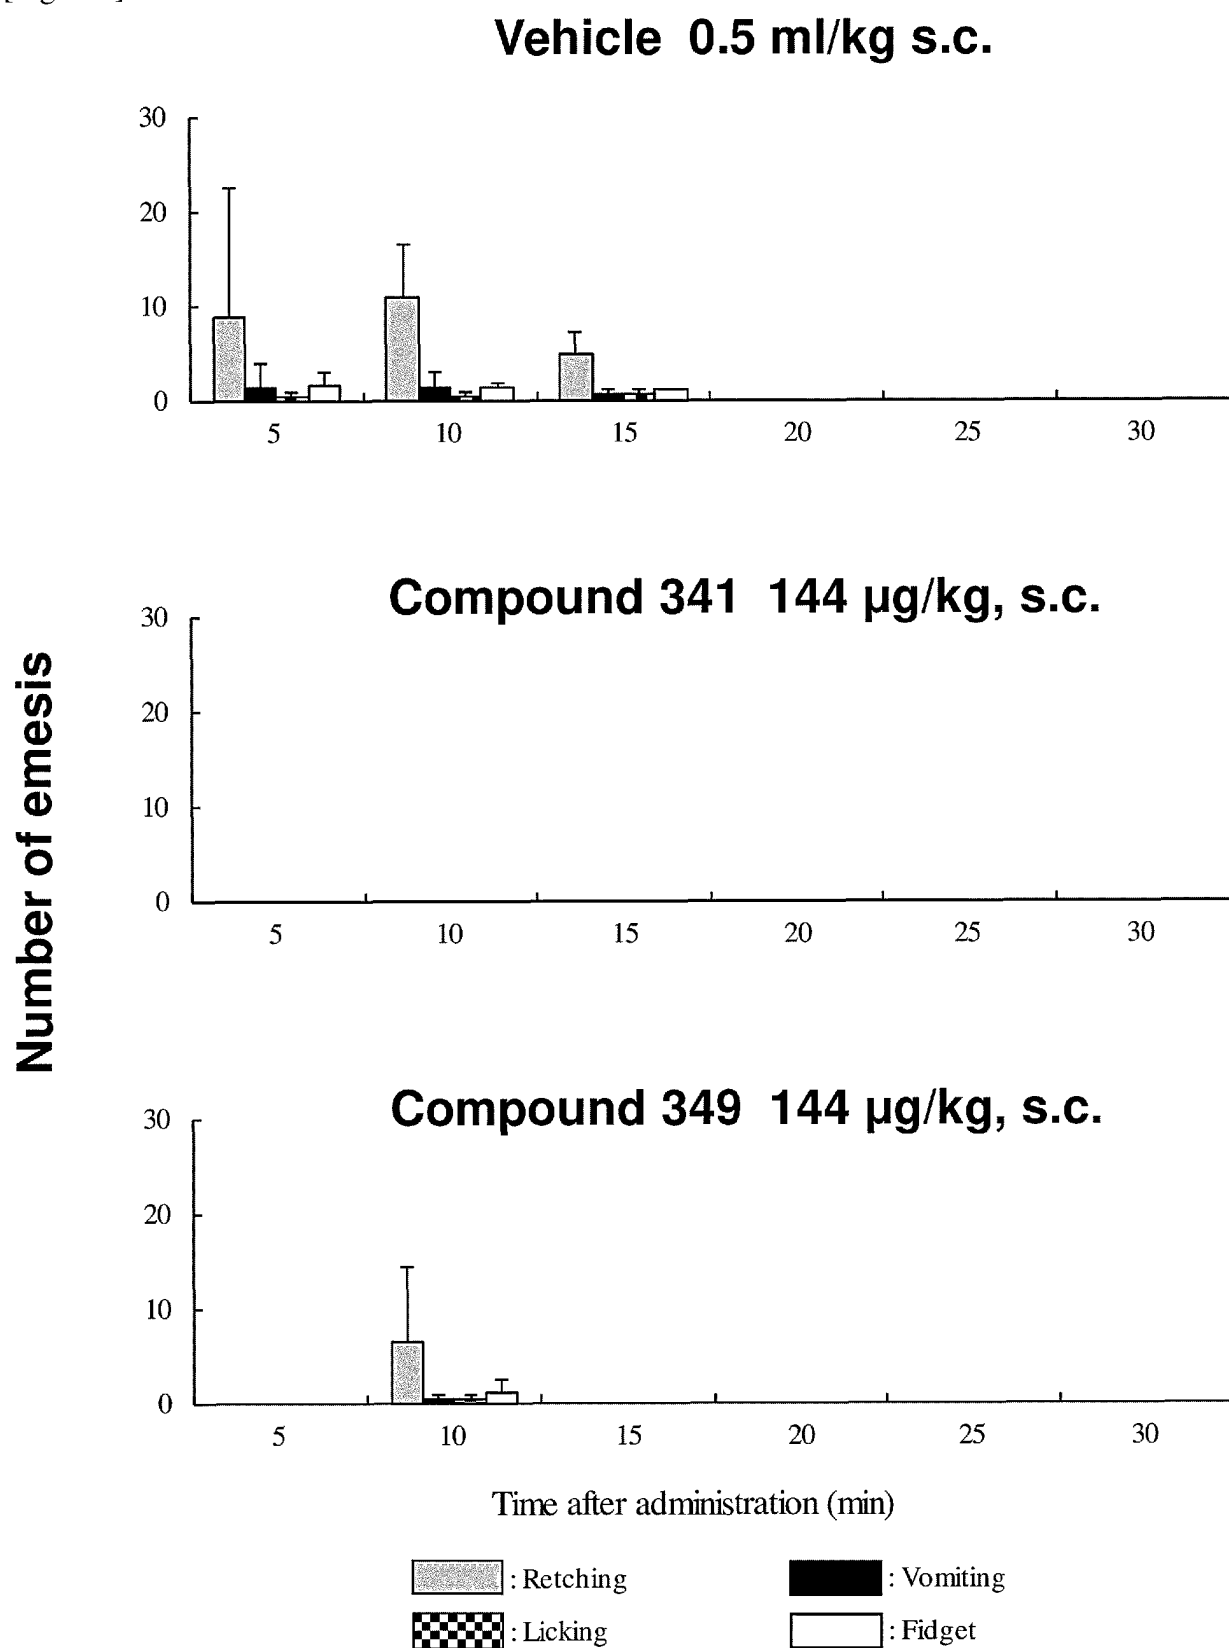 Vehicle 0.5 ml/kg s.c.
30
20
10
0
5 10 15 20 25 30
Number of emesis
Compound 341 144 µg/kg, s.c.
30
20
10
0
5 10 15 20 25 30
Compound 349 144 µg/kg, s.c.
30
20
10
0
5 10 15 20 25 30
Time after administration (min)
: Retching : Vomiting
: Licking : Fidget